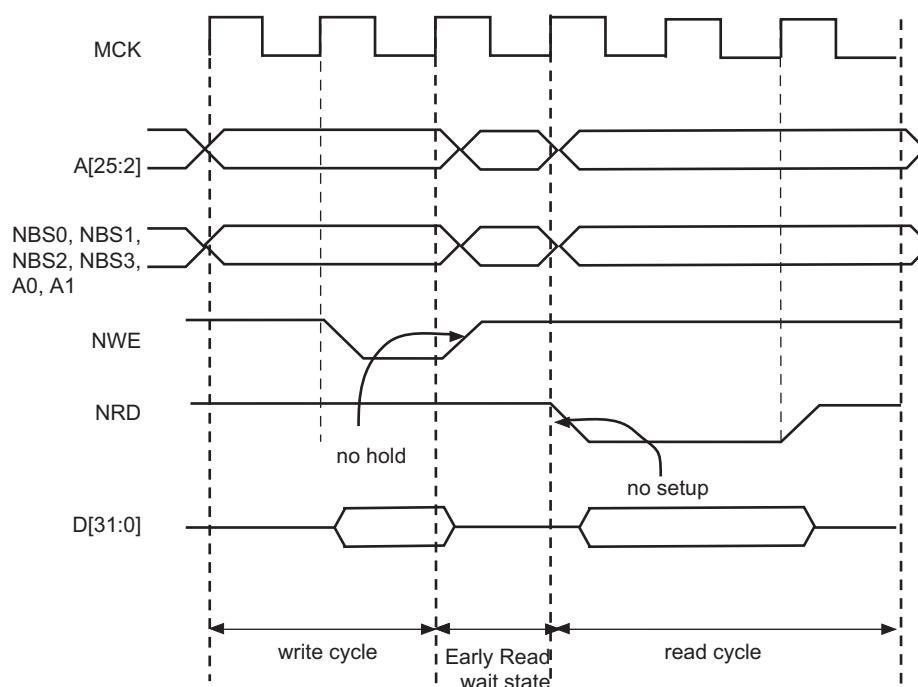 MCK
A[25:2]
NBS0, NBS1,
NBS2, NBS3,
A0, A1
NWE
NRD
no hold
no setup
D[31:0]
write cycle
Early Read
wait state
read cycle